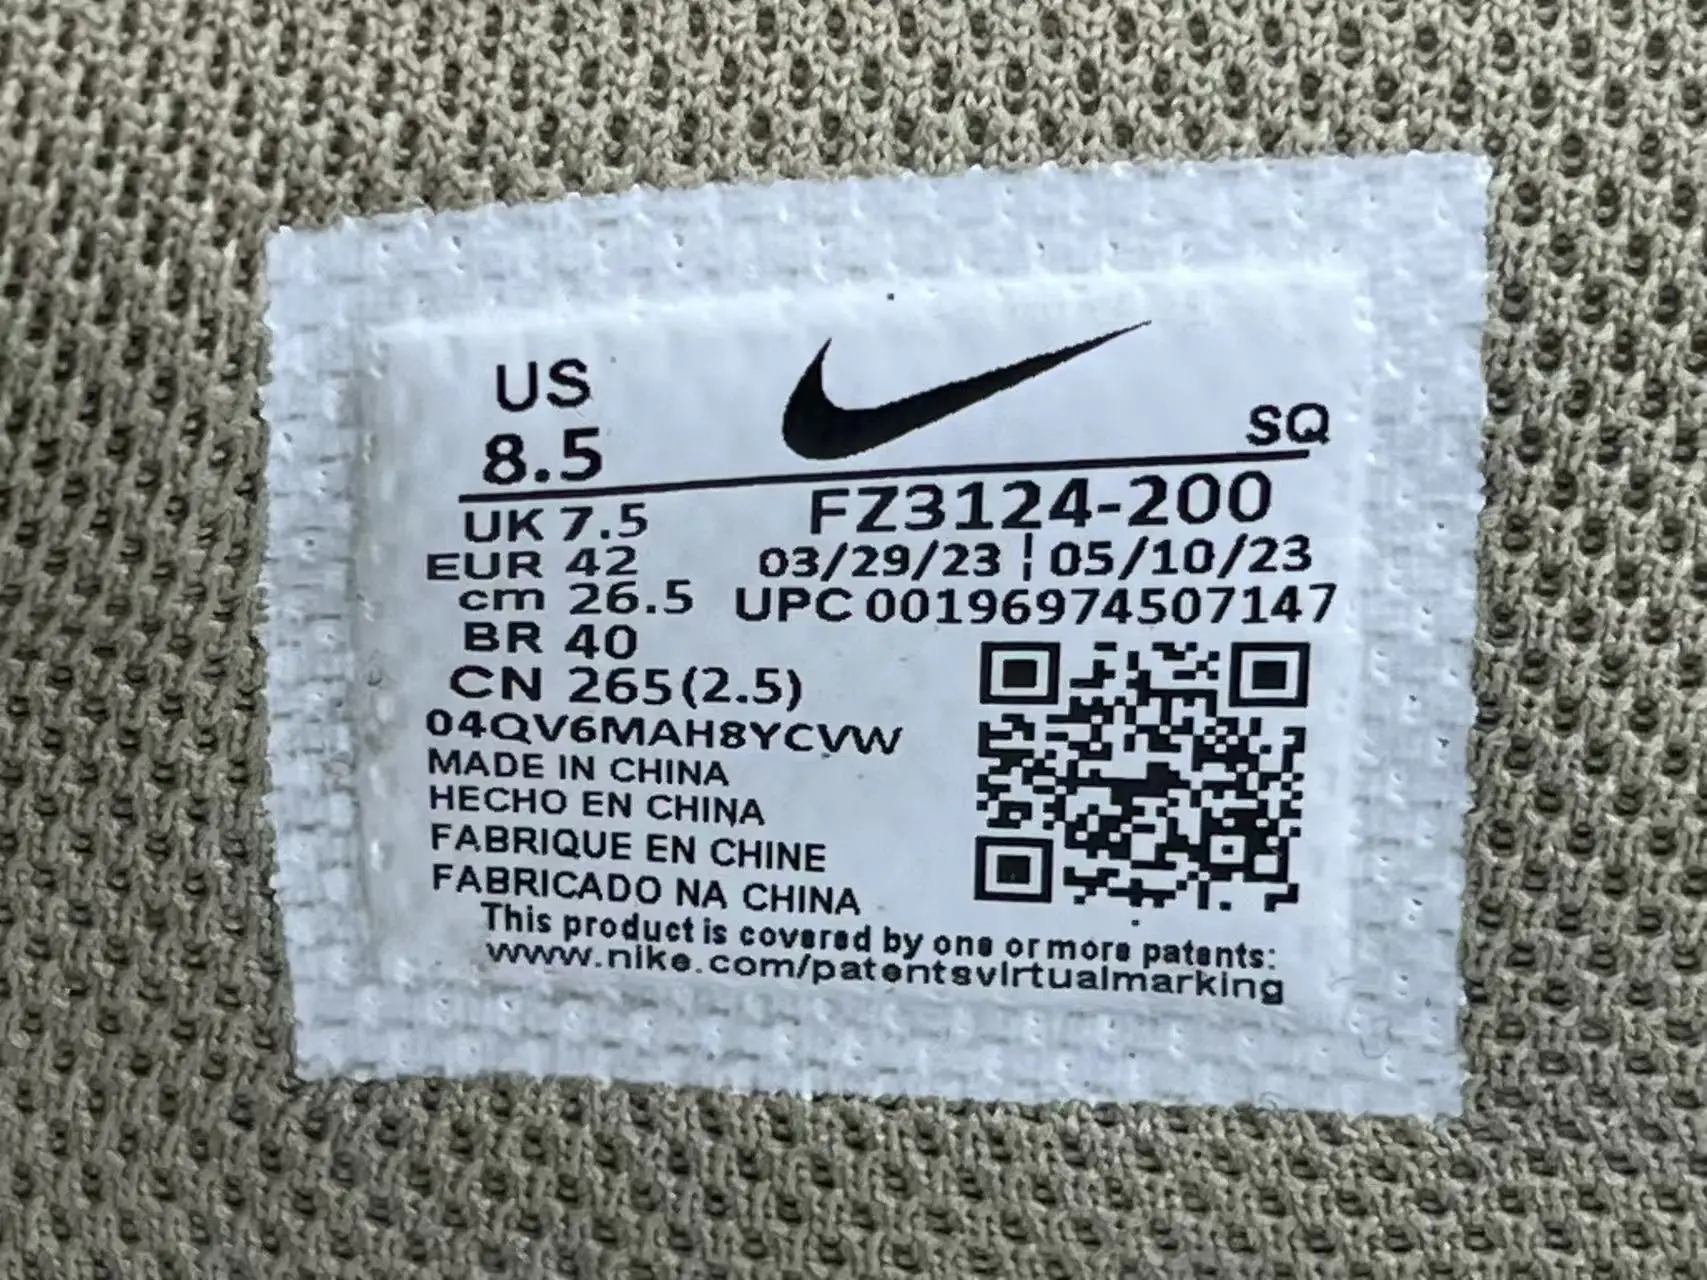 US
8.5
SQ
UK 7.5
FZ3124-200
EUR 42
03/29/23 ¦ 05/10/23
cm 26.5
UPC 00196974507147
BR 40
CN 265(2.5)
04QV6MAH8YCVW
MADE IN CHINA
HECHO EN CHINA
FABRIQUE EN CHINE
FABRICADO NA CHINA
This product is covered by one or more patents:
www.nike.com/patentsvirtualmarking